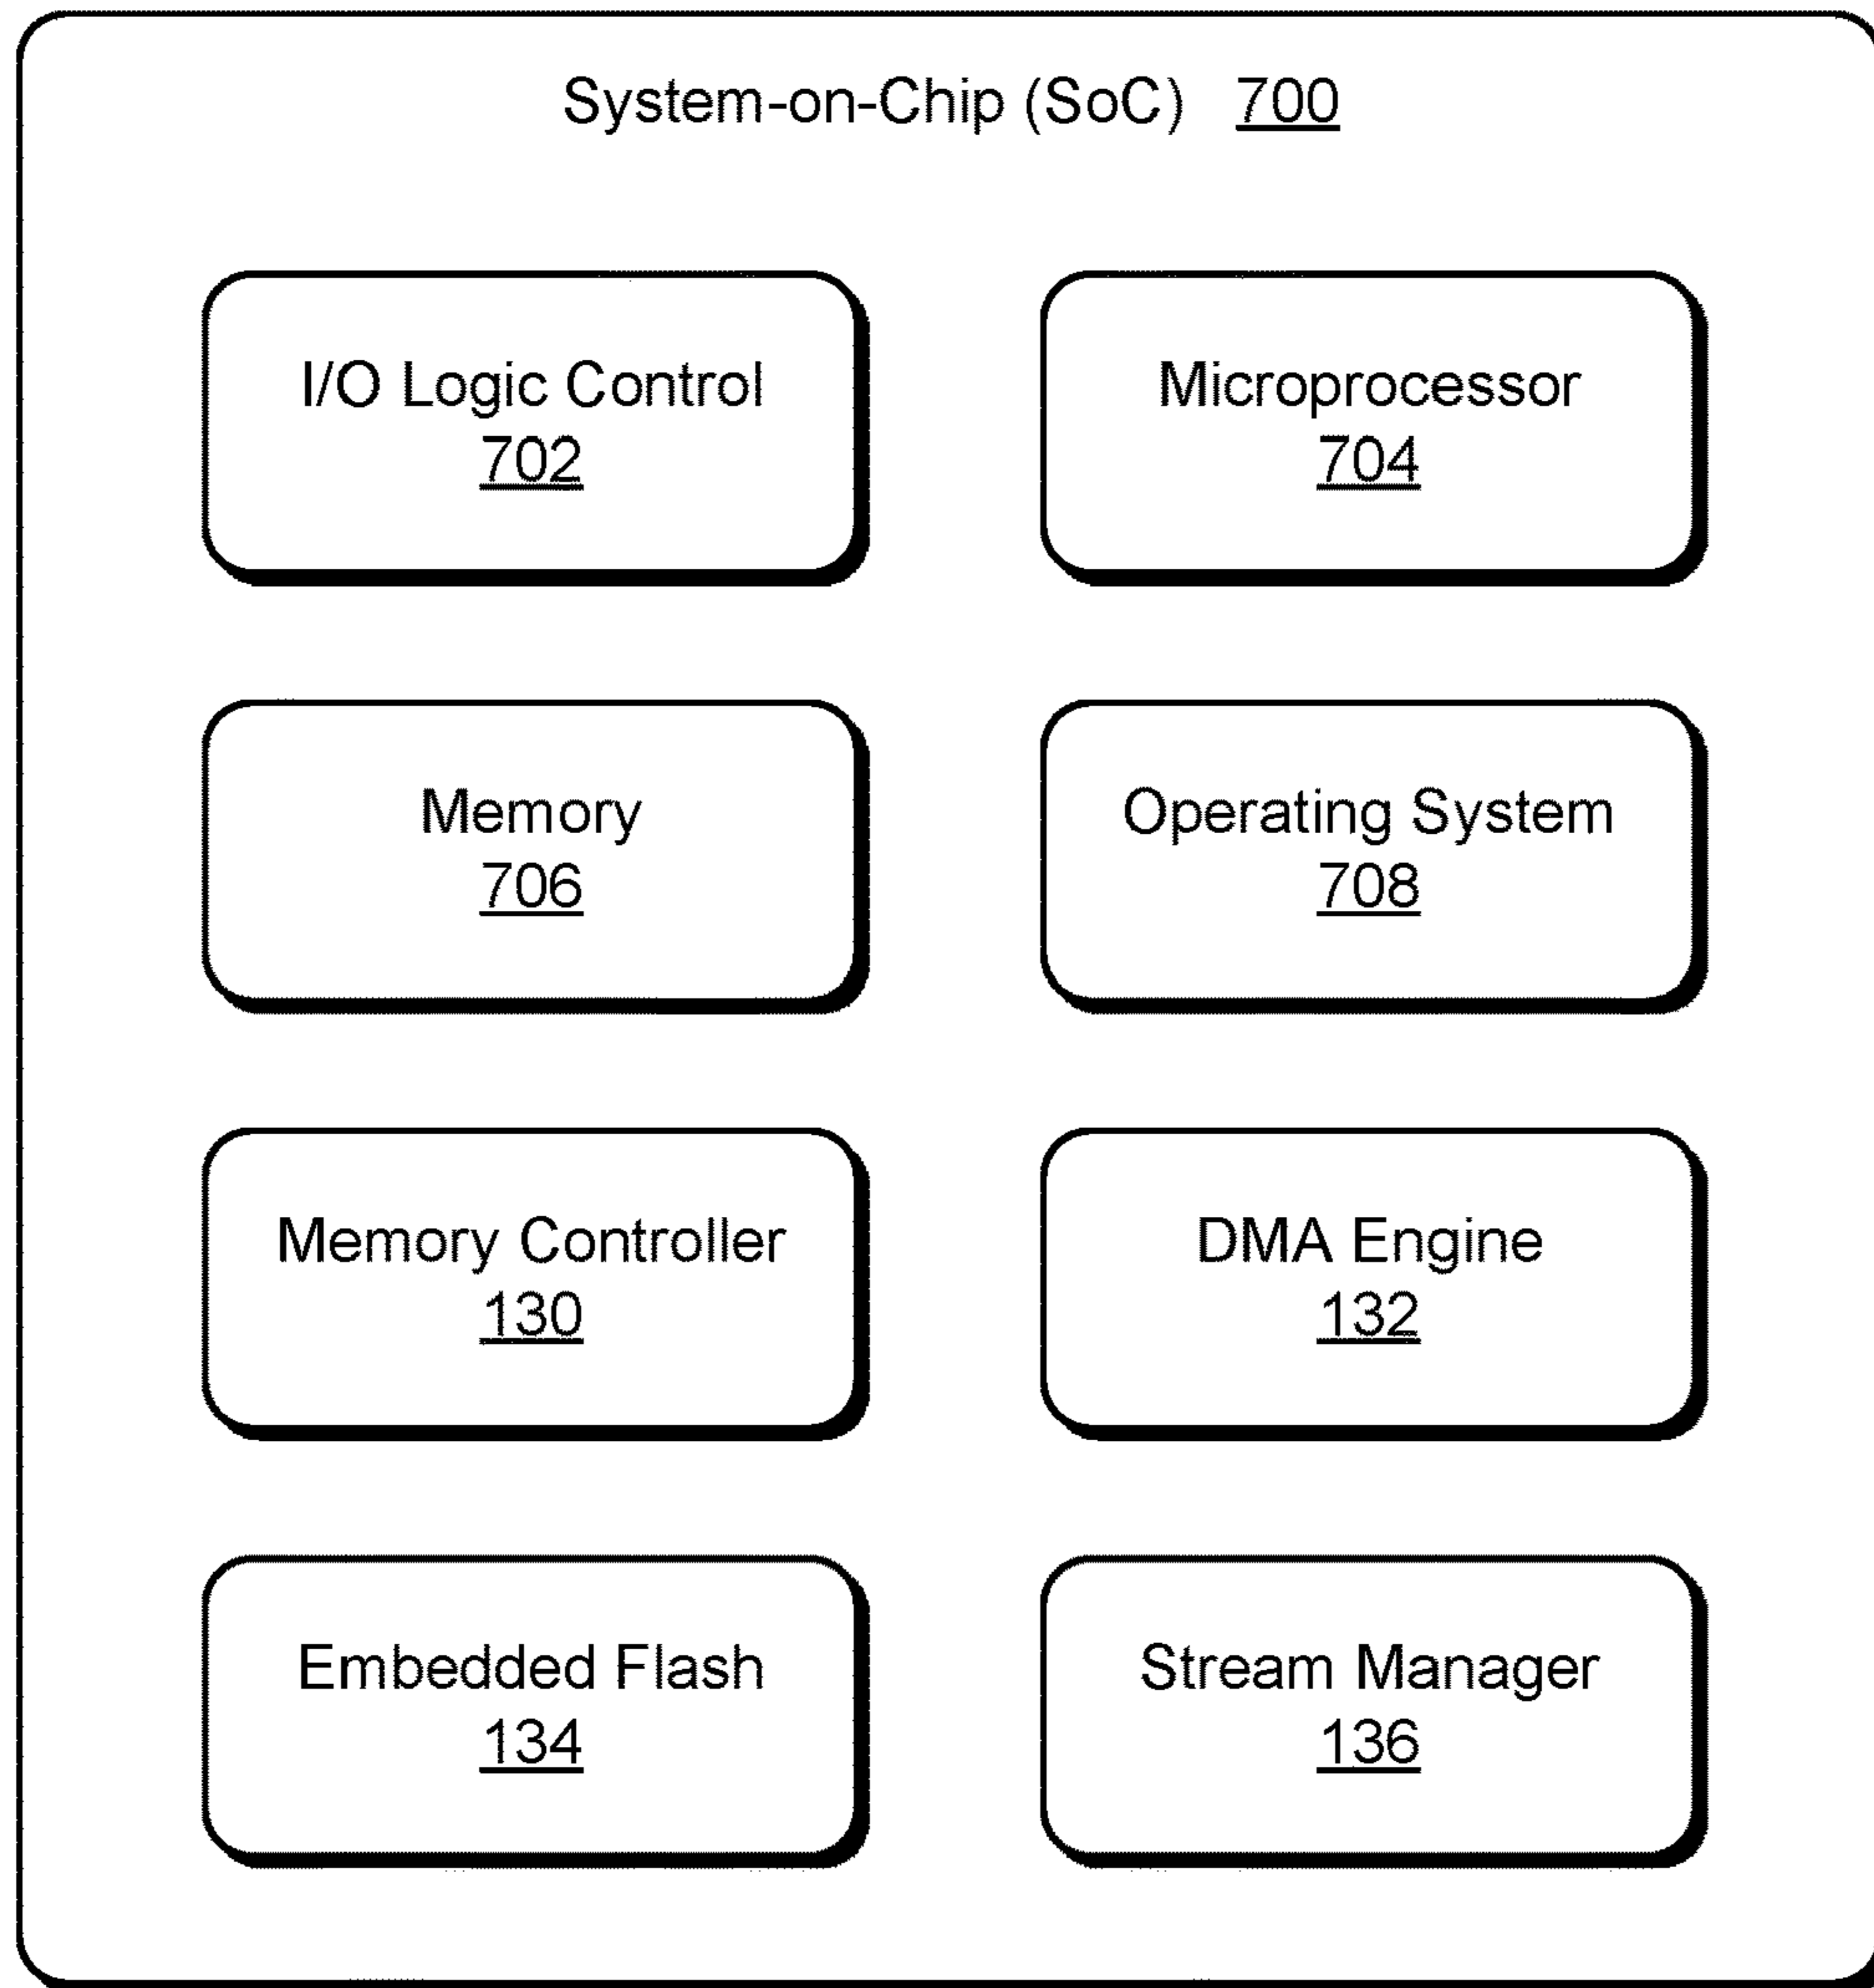 System-on-Chip (SoC) 700
I/O Logic Control
702
Microprocessor
704
Memory
706
Operating System
708
Memory Controller
130
DMA Engine
132
Embedded Flash
134
Stream Manager
136